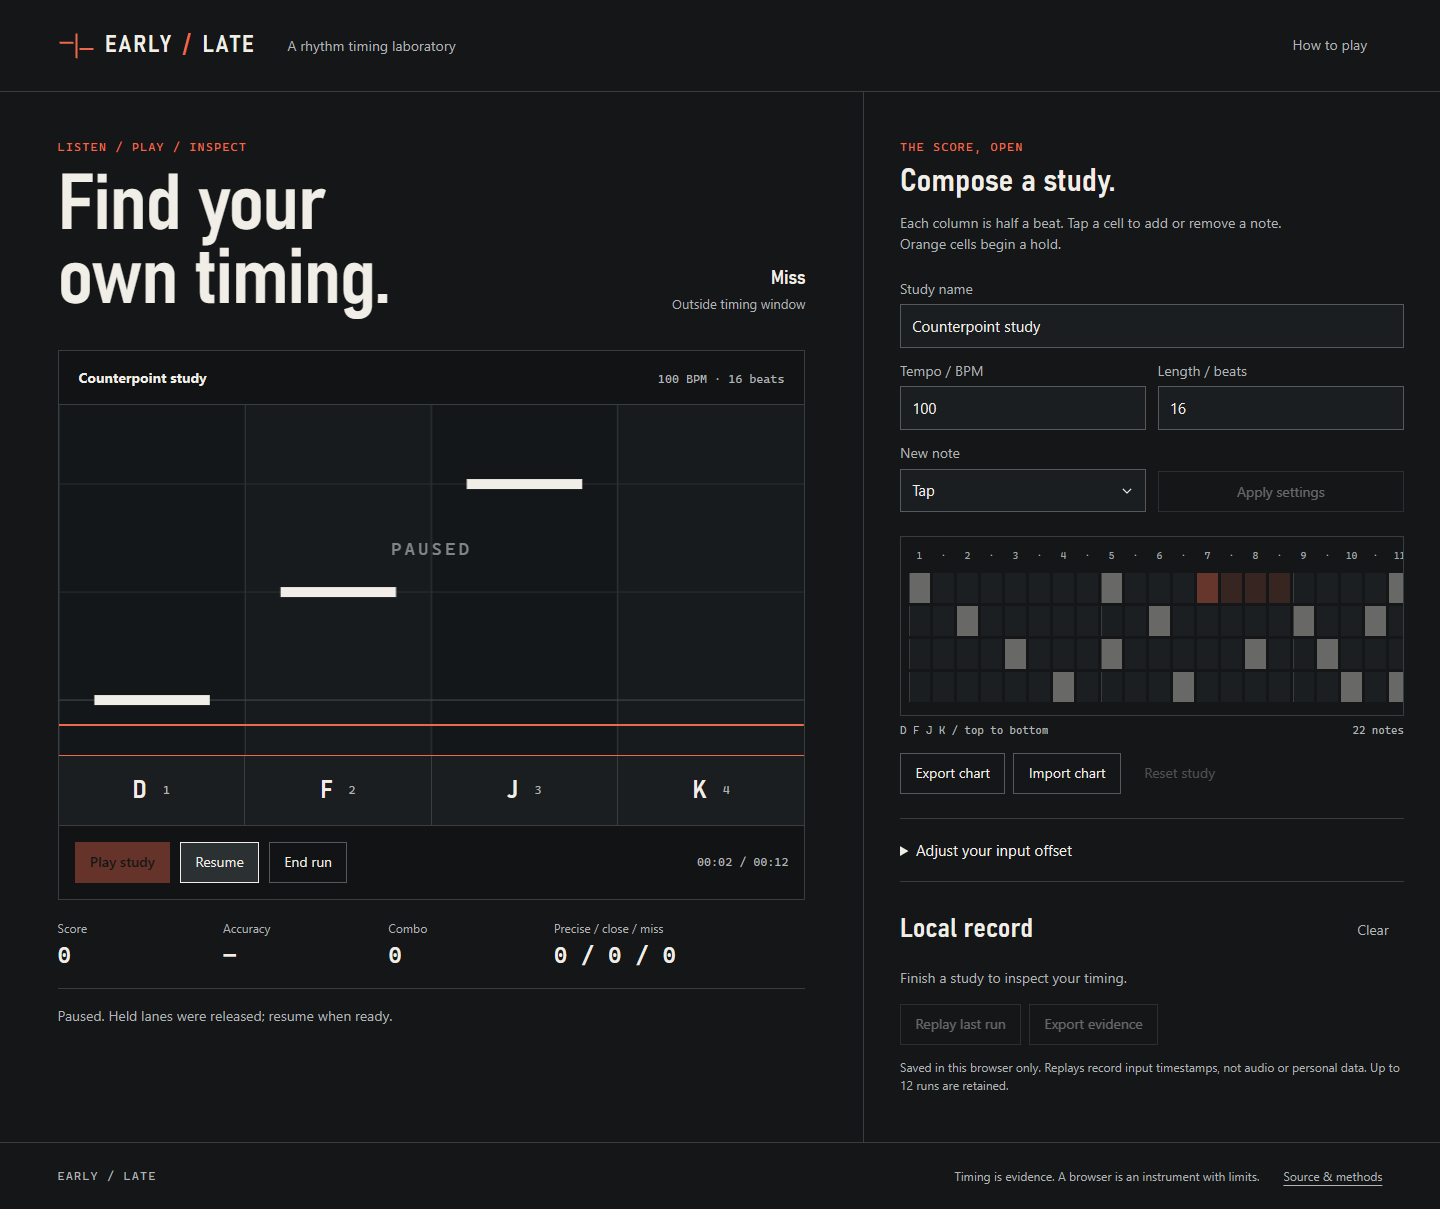 EARLY / LATE
A rhythm timing laboratory
How to play
LISTEN / PLAY / INSPECT
Find your
own timing.
Miss
Outside timing window
Counterpoint study
100 BPM · 16 beats
PAUSED
D 1
F 2
J 3
K 4
Play study
Resume
End run
00:02 / 00:12
Score
Accuracy
Combo
Precise / close / miss
0
—
0
0 / 0 / 0
Paused. Held lanes were released; resume when ready.
THE SCORE, OPEN
Compose a study.
Each column is half a beat. Tap a cell to add or remove a note.
Orange cells begin a hold.
Study name
Counterpoint study
Tempo / BPM
Length / beats
100
16
New note
Tap
Apply settings
1 · 2 · 3 · 4 · 5 · 6 · 7 · 8 · 9 · 10 · 11
D F J K / top to bottom
22 notes
Export chart
Import chart
Reset study
Adjust your input offset
Local record
Clear
Finish a study to inspect your timing.
Replay last run
Export evidence
Saved in this browser only. Replays record input timestamps, not audio or personal data. Up to
12 runs are retained.
EARLY / LATE
Timing is evidence. A browser is an instrument with limits.
Source & methods